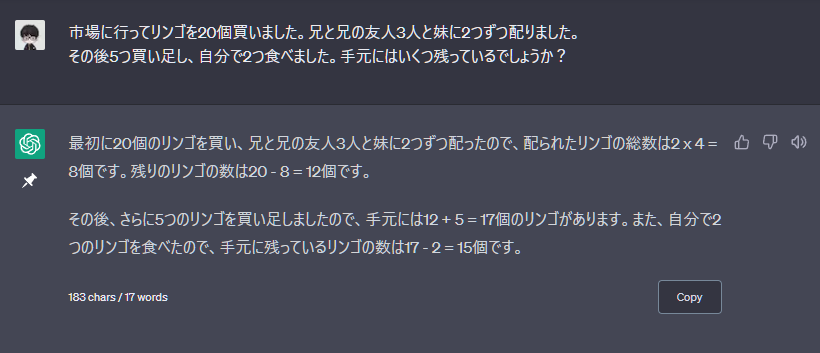 市場に行ってリンゴを20個買いました。兄と兄の友人3人と妹に2つずつ配りました。
その後5つ買い足し、自分で2つ食べました。手元にはいくつ残っているでしょうか?
最初に20個のリンゴを買い、兄と兄の友人3人と妹に2つずつ配ったので、配られたリンゴの総数は2 x 4 =
8個です。残りのリンゴの数は20 - 8 = 12個です。
その後、さらに5つのリンゴを買い足しましたので、手元には12 + 5 = 17個のリンゴがあります。また、自分で2
つのリンゴを食べたので、手元に残っているリンゴの数は17 - 2 = 15個です。
183 chars / 17 words
Copy